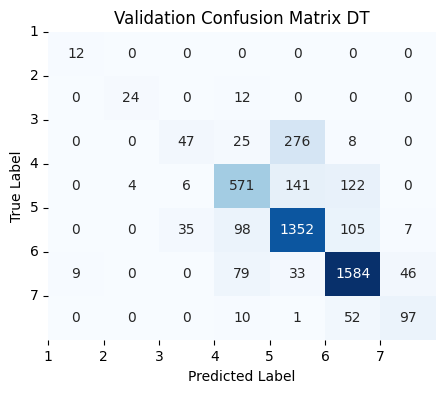 Validation Confusion Matrix DT
1
12 0 0 0 0 0 0
2
0 24 0 12 0 0 0
3
0 0 47 25 276 8 0
4
0 4 6 571 141 122 0
5
0 0 35 98 1352 105 7
6
9 0 0 79 33 1584 46
7
0 0 0 10 1 52 97
True Label
1 2 3 4 5 6 7
Predicted Label